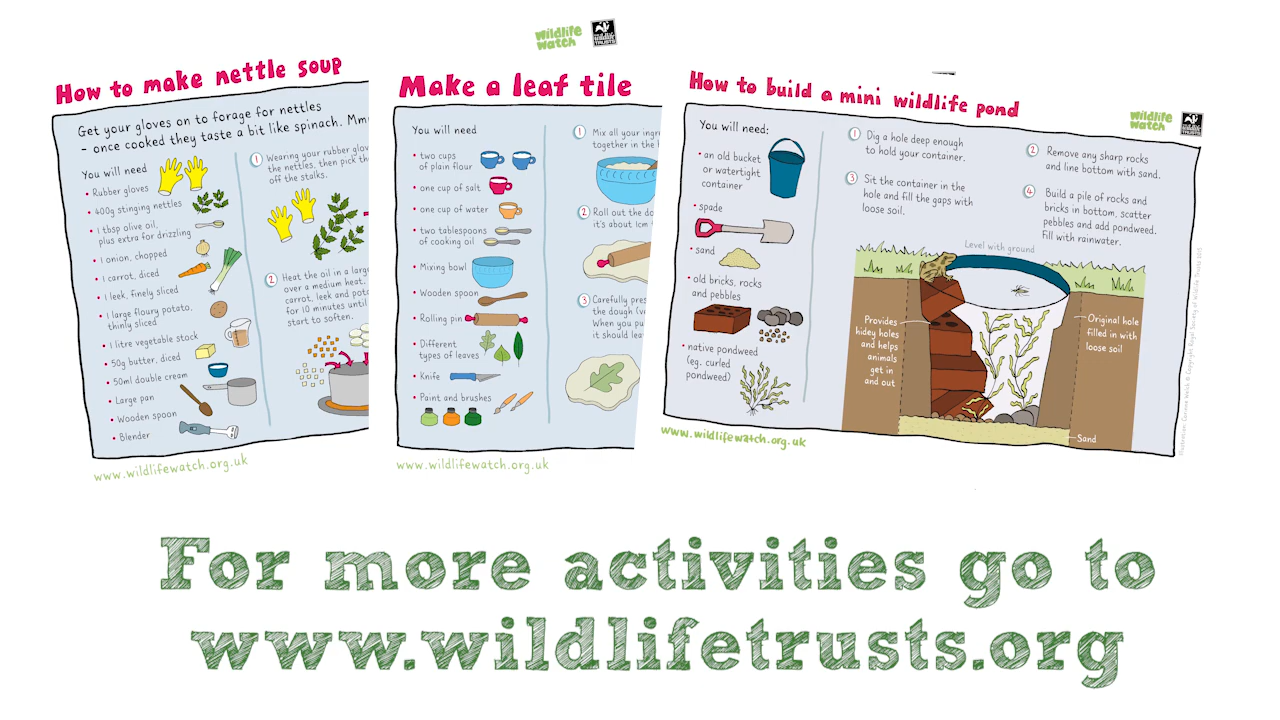 How to make nettle soup
Get your gloves on to forage for nettles
- once cooked they taste a bit like spinach.
You will need
• Rubber gloves
• 400g stinging nettles
• 1 tbsp olive oil,
plus extra for drizzling
• 1 onion, chopped
• 1 carrot, diced
• 1 leek, finely sliced
• 1 large floury potato,
thinly sliced
• 1 litre vegetable stock
• 50g butter, diced
• 50ml double cream
• Large pan
• Wooden spoon
• Blender
1 Wearing your rubber
the nettles, then pick
off the stalks.
2 Heat the oil in a
over a medium heat.
carrot, leek and
for 10 minutes until
start to soften.
www.wildlifewatch.org.uk
wildlife
watch
Make a leaf tile
You will need
• two cups
of plain flour
• one cup of salt
• one cup of water
• two tablespoons
of cooking oil
• Mixing bowl
• Wooden spoon
• Rolling pin
• Different
types of leaves
• Knife
• Paint and brushes
1 Mix all your
together in the
2 Roll out the
it's about 1cm
3 Carefully
the dough
When you
it should
www.wildlifewatch.org.uk
How to build a mini wildlife pond
wildlife
watch
You will need:
• an old bucket
or watertight
container
• spade
• sand
• old bricks, rocks
and pebbles
• native pondweed
(eg. curled
pondweed)
1 Dig a hole deep enough
to hold your container.
2 Remove any sharp rocks
and line bottom with sand.
3 Sit the container in the
hole and fill the gaps with
loose soil.
4 Build a pile of rocks and
bricks in bottom, scatter
pebbles and add pondweed.
Fill with rainwater.
Level with ground
Provides
hidey holes
and helps
animals
get in
and out
Original hole
filled in with
loose soil
Sand
www.wildlifewatch.org.uk
For more activities go to
www.wildlifetrusts.org